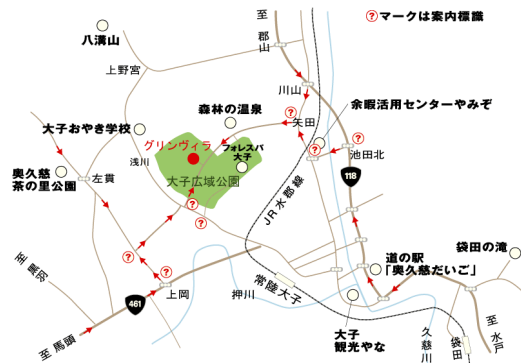 至郡山
?マークは案内標識
八溝山
上野宮
川山
森林の温泉
余暇活用センターやみぞ
矢田
大子おやき学校
グリンヴィラ
フォレスパ
大子
浅川
池田北
奥久慈
茶の里公園
左貫
大子広域公園
118
JR水郡線
袋田の滝
至黒羽
道の駅
「奥久慈だいご」
常陸大子
461
上岡
押川
至馬頭
大子
観光やな
久慈川
袋田
至水戸